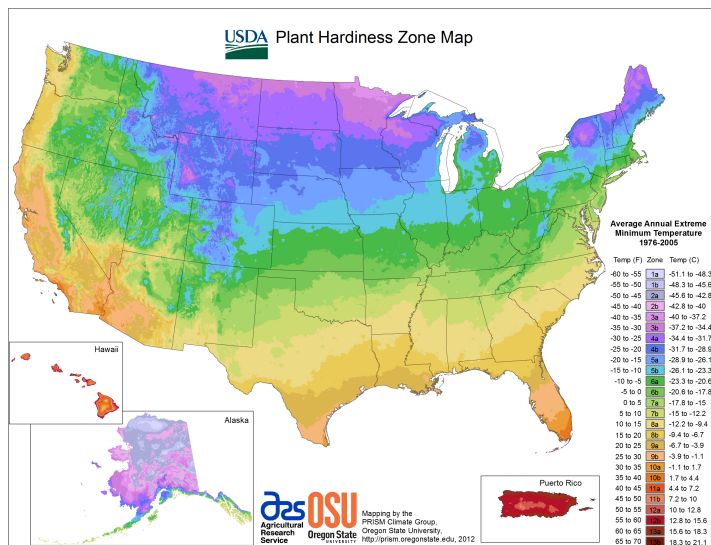 USDA Plant Hardiness Zone Map
Average Annual Extreme
Minimum Temperature
1976-2005
Temp (F) Zone Temp (C)
-60 to -55 1a -51.1 to -48.3
-55 to -50 1b -48.3 to -45.6
-50 to -45 2a -45.6 to -42.8
-45 to -40 2b -42.8 to -40
-40 to -35 3a -40 to -37.2
-35 to -30 3b -37.2 to -34.4
-30 to -25 4a -34.4 to -31.7
-25 to -20 4b -31.7 to -28.9
-20 to -15 5a -28.9 to -26.1
-15 to -10 5b -26.1 to -23.3
-10 to -5 6a -23.3 to -20.6
-5 to 0 6b -20.6 to -17.8
0 to 5 7a -17.8 to -15
5 to 10 7b -15 to -12.2
10 to 15 8a -12.2 to -9.4
15 to 20 8b -9.4 to -6.7
20 to 25 9a -6.7 to -3.9
25 to 30 9b -3.9 to -1.1
30 to 35 10a -1.1 to 1.7
35 to 40 10b 1.7 to 4.4
40 to 45 11a 4.4 to 7.2
45 to 50 11b 7.2 to 10
50 to 55 12a 10 to 12.8
55 to 60 12b 12.8 to 15.6
60 to 65 13a 15.6 to 18.3
65 to 70 13b 18.3 to 21.1
Hawaii
Alaska
Puerto Rico
ars
Agricultural
Research
Service
OSU
Oregon State
UNIVERSITY
Mapping by the
PRISM Climate Group,
Oregon State University,
http://prism.oregonstate.edu, 2012